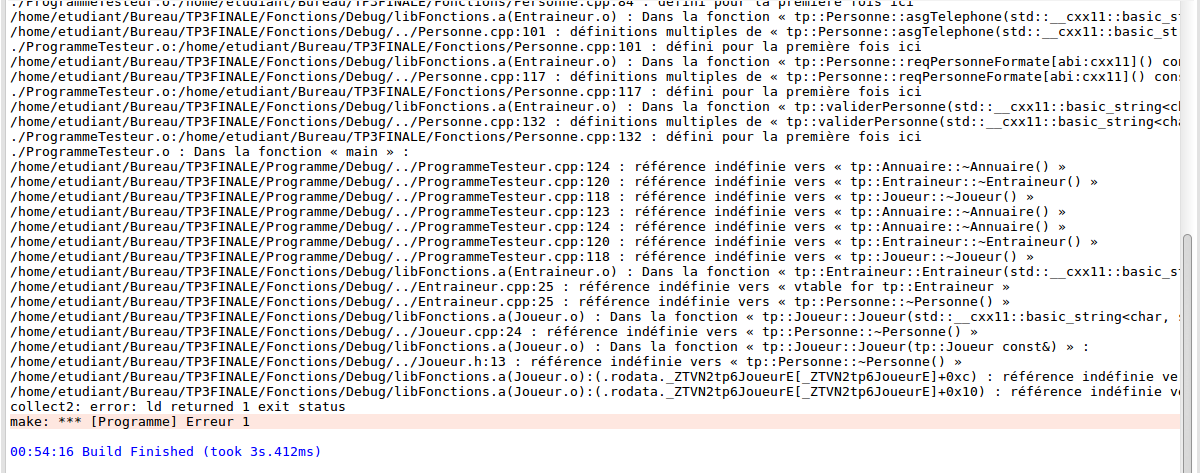 ./ProgrammeTesteur.o:/home/etudiant/Bureau/TP3FINALE/Fonctions/Personne.cpp:84 : défini pour la première fois ici
/home/etudiant/Bureau/TP3FINALE/Fonctions/Debug/libFonctions.a(Entraineur.o) : Dans la fonction « tp::Personne::asgTelephone(std::__cxx11::basic_st
/home/etudiant/Bureau/TP3FINALE/Fonctions/Debug/../Personne.cpp:101 : définitions multiples de « tp::Personne::asgTelephone(std::__cxx11::basic_str
./ProgrammeTesteur.o:/home/etudiant/Bureau/TP3FINALE/Fonctions/Personne.cpp:101 : défini pour la première fois ici
/home/etudiant/Bureau/TP3FINALE/Fonctions/Debug/libFonctions.a(Entraineur.o) : Dans la fonction « tp::Personne::reqPersonneFormate[abi:cxx11]() con
/home/etudiant/Bureau/TP3FINALE/Fonctions/Debug/../Personne.cpp:117 : définitions multiples de « tp::Personne::reqPersonneFormate[abi:cxx11]() cons
./ProgrammeTesteur.o:/home/etudiant/Bureau/TP3FINALE/Fonctions/Personne.cpp:117 : défini pour la première fois ici
/home/etudiant/Bureau/TP3FINALE/Fonctions/Debug/libFonctions.a(Entraineur.o) : Dans la fonction « tp::validerPersonne(std::__cxx11::basic_string<ch
/home/etudiant/Bureau/TP3FINALE/Fonctions/Debug/../Personne.cpp:132 : définitions multiples de « tp::validerPersonne(std::__cxx11::basic_string<cha
./ProgrammeTesteur.o:/home/etudiant/Bureau/TP3FINALE/Fonctions/Personne.cpp:132 : défini pour la première fois ici
./ProgrammeTesteur.o : Dans la fonction « main » :
/home/etudiant/Bureau/TP3FINALE/Programme/Debug/../ProgrammeTesteur.cpp:124 : référence indéfinie vers « tp::Annuaire::~Annuaire() »
/home/etudiant/Bureau/TP3FINALE/Programme/Debug/../ProgrammeTesteur.cpp:120 : référence indéfinie vers « tp::Entraineur::~Entraineur() »
/home/etudiant/Bureau/TP3FINALE/Programme/Debug/../ProgrammeTesteur.cpp:118 : référence indéfinie vers « tp::Joueur::~Joueur() »
/home/etudiant/Bureau/TP3FINALE/Programme/Debug/../ProgrammeTesteur.cpp:123 : référence indéfinie vers « tp::Annuaire::~Annuaire() »
/home/etudiant/Bureau/TP3FINALE/Programme/Debug/../ProgrammeTesteur.cpp:124 : référence indéfinie vers « tp::Annuaire::~Annuaire() »
/home/etudiant/Bureau/TP3FINALE/Programme/Debug/../ProgrammeTesteur.cpp:120 : référence indéfinie vers « tp::Entraineur::~Entraineur() »
/home/etudiant/Bureau/TP3FINALE/Programme/Debug/../ProgrammeTesteur.cpp:118 : référence indéfinie vers « tp::Joueur::~Joueur() »
/home/etudiant/Bureau/TP3FINALE/Fonctions/Debug/libFonctions.a(Entraineur.o) : Dans la fonction « tp::Entraineur::Entraineur(std::__cxx11::basic_st
/home/etudiant/Bureau/TP3FINALE/Fonctions/Debug/../Entraineur.cpp:25 : référence indéfinie vers « vtable for tp::Entraineur »
/home/etudiant/Bureau/TP3FINALE/Fonctions/Debug/../Entraineur.cpp:25 : référence indéfinie vers « tp::Personne::~Personne() »
/home/etudiant/Bureau/TP3FINALE/Fonctions/Debug/libFonctions.a(Joueur.o) : Dans la fonction « tp::Joueur::Joueur(std::__cxx11::basic_string<char, s
/home/etudiant/Bureau/TP3FINALE/Fonctions/Debug/../Joueur.cpp:24 : référence indéfinie vers « tp::Personne::~Personne() »
/home/etudiant/Bureau/TP3FINALE/Fonctions/Debug/libFonctions.a(Joueur.o) : Dans la fonction « tp::Joueur::Joueur(tp::Joueur const&) » :
/home/etudiant/Bureau/TP3FINALE/Fonctions/Debug/../Joueur.h:13 : référence indéfinie vers « tp::Personne::~Personne() »
/home/etudiant/Bureau/TP3FINALE/Fonctions/Debug/libFonctions.a(Joueur.o):(.rodata._ZTVN2tp6JoueurE[_ZTVN2tp6JoueurE]+0xc) : référence indéfinie ve
/home/etudiant/Bureau/TP3FINALE/Fonctions/Debug/libFonctions.a(Joueur.o):(.rodata._ZTVN2tp6JoueurE[_ZTVN2tp6JoueurE]+0x10) : référence indéfinie v
collect2: error: ld returned 1 exit status
make: *** [Programme] Erreur 1
00:54:16 Build Finished (took 3s.412ms)